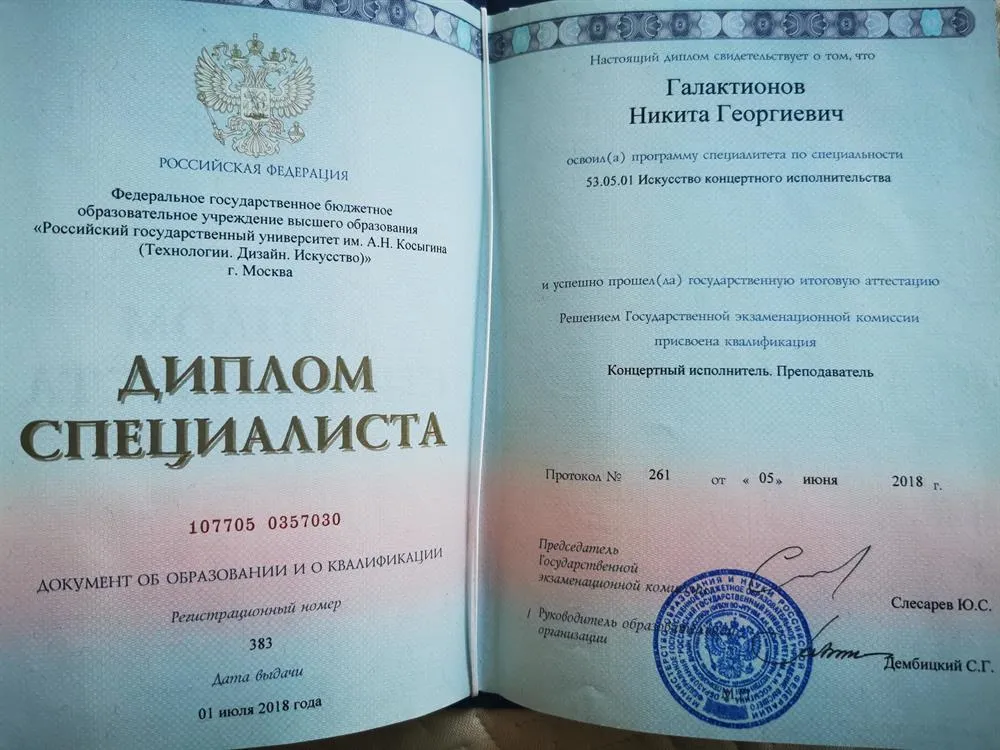 РОССИЙСКАЯ ФЕДЕРАЦИЯ
Федеральное государственное бюджетное
образовательное учреждение высшего образования
«Российский государственный университет им. А.Н. Косыгина
(Технологии. Дизайн. Искусство)»
г. Москва
ДИПЛОМ
СПЕЦИАЛИСТА
107705 0357030
ДОКУМЕНТ ОБ ОБРАЗОВАНИИ И О КВАЛИФИКАЦИИ
Регистрационный номер
383
Дата выдачи
01 июля 2018 года
Настоящий диплом свидетельствует о том, что
Галактионов
Никита Георгиевич
освоил(а) программу специалитета по специальности
53.05.01 Искусство концертного исполнительства
и успешно прошел(ла) государственную итоговую аттестацию
Решением Государственной экзаменационной комиссии
присвоена квалификация
Концертный исполнитель. Преподаватель
Протокол № 261 от « 05» июня 2018 г.
Председатель
Государственной
экзаменационной
Слесарев Ю.С.
Руководитель
организации
Дембицкий С.Г.